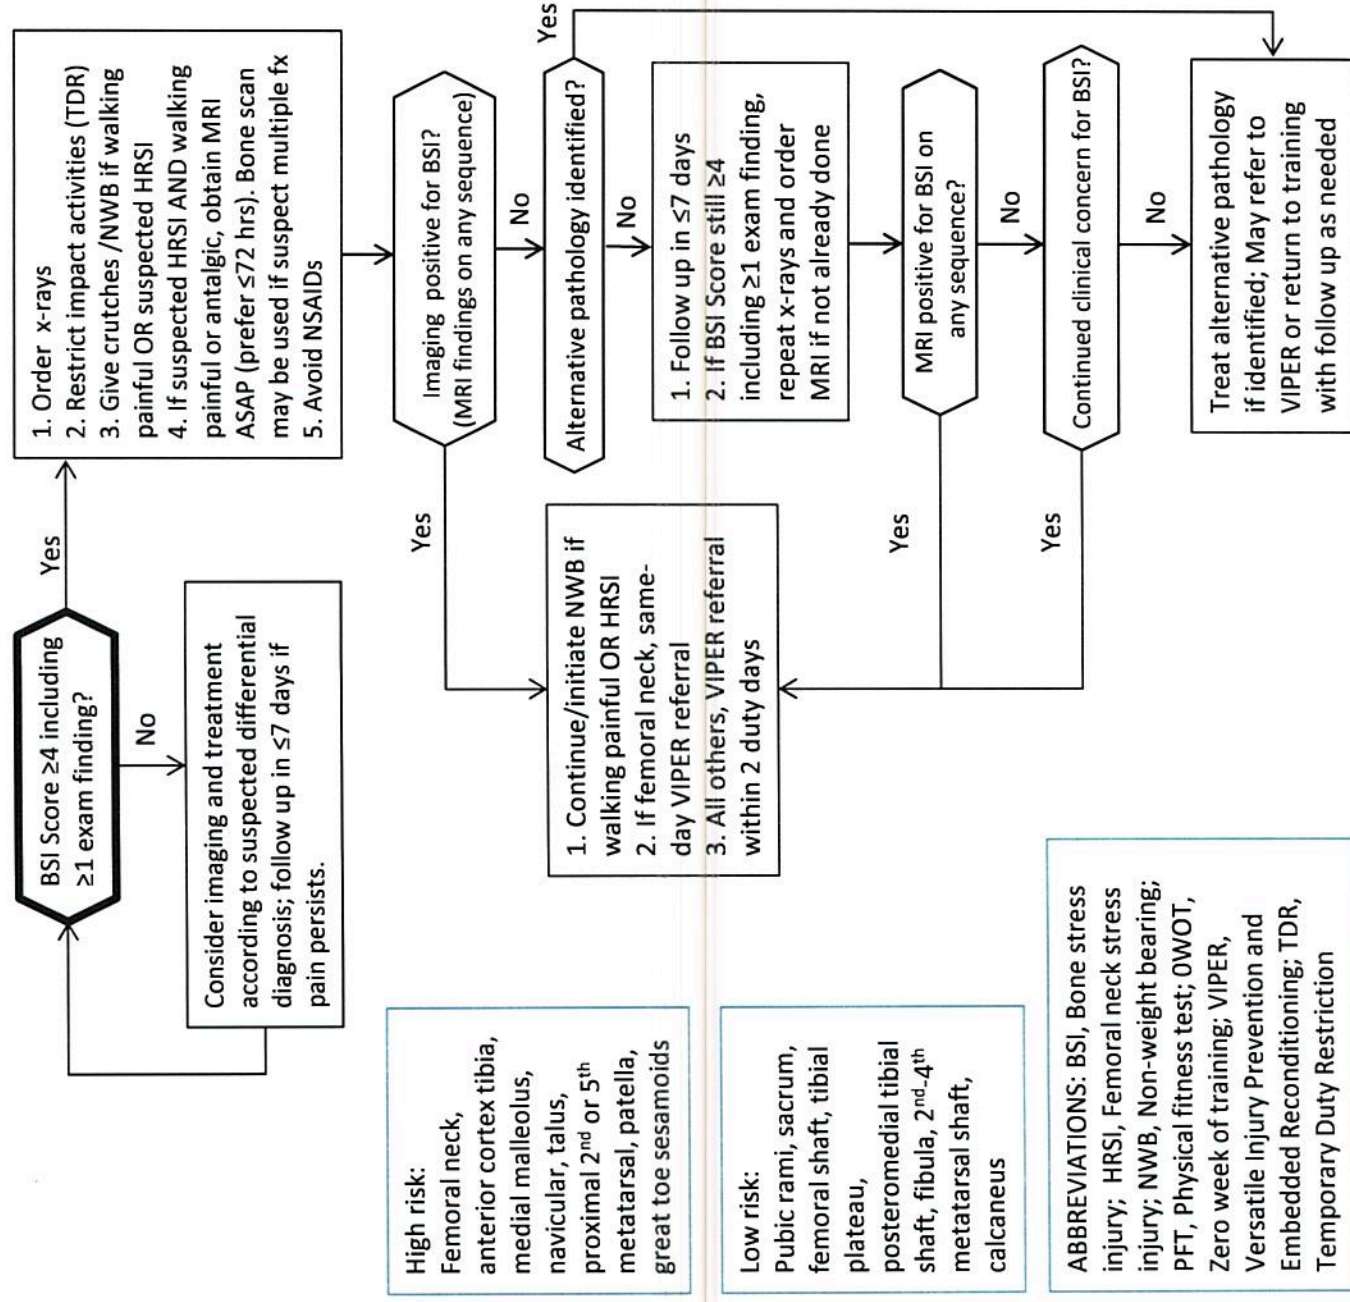 BSI Score ≥4 including
≥1 exam finding?
Yes
No
Consider imaging and treatment
according to suspected differential
diagnosis; follow up in ≤7 days if
pain persists.
1. Order x-rays
2. Restrict impact activities (TDR)
3. Give crutches /NWB if walking
painful OR suspected HRSI
4. If suspected HRSI AND walking
painful or antalgic, obtain MRI
ASAP (prefer ≤72 hrs). Bone scan
may be used if suspect multiple fx
5. Avoid NSAIDs
Imaging positive for BSI?
(MRI findings on any sequence)
Yes
No
Alternative pathology identified?
Yes
No
1. Continue/initiate NWB if
walking painful OR HRSI
2. If femoral neck, same-
day VIPER referral
3. All others, VIPER referral
within 2 duty days
1. Follow up in ≤7 days
2. If BSI Score still ≥4
including ≥1 exam finding,
repeat x-rays and order
MRI if not already done
MRI positive for BSI on
any sequence?
Yes
No
Continued clinical concern for BSI?
Yes
No
Treat alternative pathology
if identified; May refer to
VIPER or return to training
with follow up as needed
High risk:
Femoral neck,
anterior cortex tibia,
medial malleolus,
navicular, talus,
proximal 2nd or 5th
metatarsal, patella,
great toe sesamoids
Low risk:
Pubic rami, sacrum,
femoral shaft, tibial
plateau,
posteromedial tibial
shaft, fibula, 2nd-4th
metatarsal shaft,
calcaneus
ABBREVIATIONS: BSI, Bone stress
injury; HRSI, Femoral neck stress
injury; NWB, Non-weight bearing;
PFT, Physical fitness test; 0WOT,
Zero week of training; VIPER,
Versatile Injury Prevention and
Embedded Reconditioning; TDR,
Temporary Duty Restriction